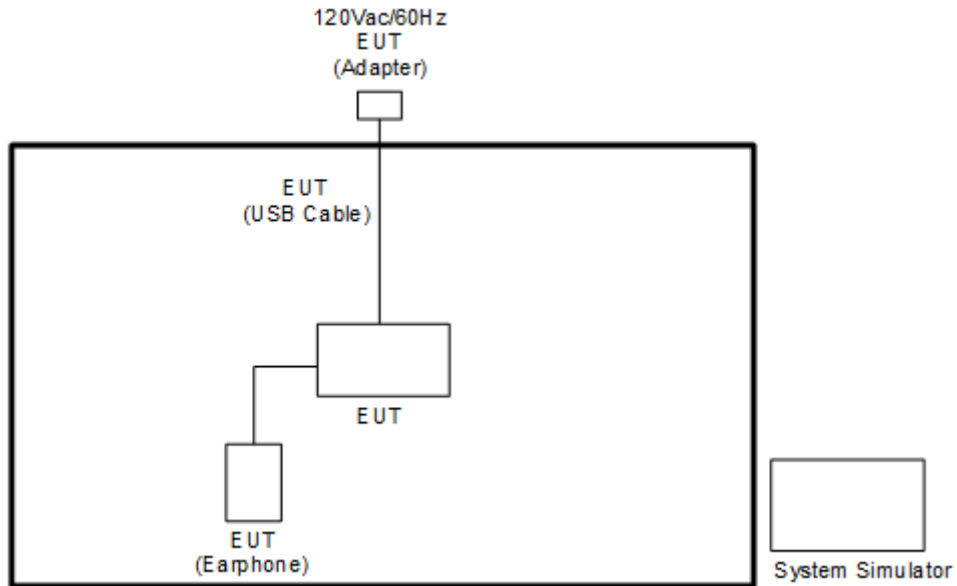 120Vac/60Hz
EUT
(Adapter)
EUT
(USB Cable)
EUT
EUT
(Earphone)
System Simulator